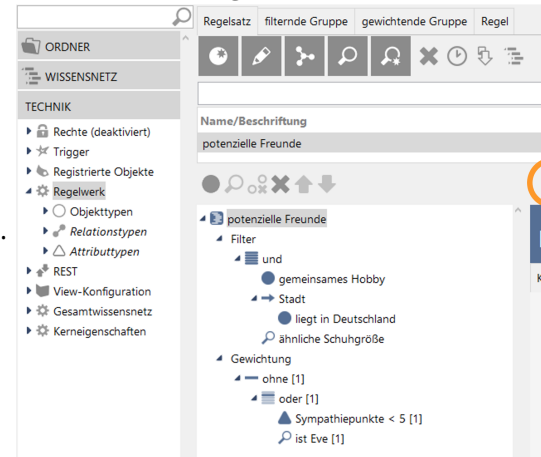 ORDNER
WISSENSNETZ
TECHNIK
Rechte (deaktiviert)
Trigger
Registrierte Objekte
Regelwerk
Objekttypen
Relationstypen
Attributtypen
REST
View-Konfiguration
Gesamtwissensnetz
Kerneigenschaften
Regelsatz filternde Gruppe gewichtende Gruppe Regel
Name/Beschriftung
potenzielle Freunde
potenzielle Freunde
Filter
und
gemeinsames Hobby
Stadt
liegt in Deutschland
ähnliche Schuhgröße
Gewichtung
ohne [1]
oder [1]
Sympathiepunkte < 5 [1]
ist Eve [1]